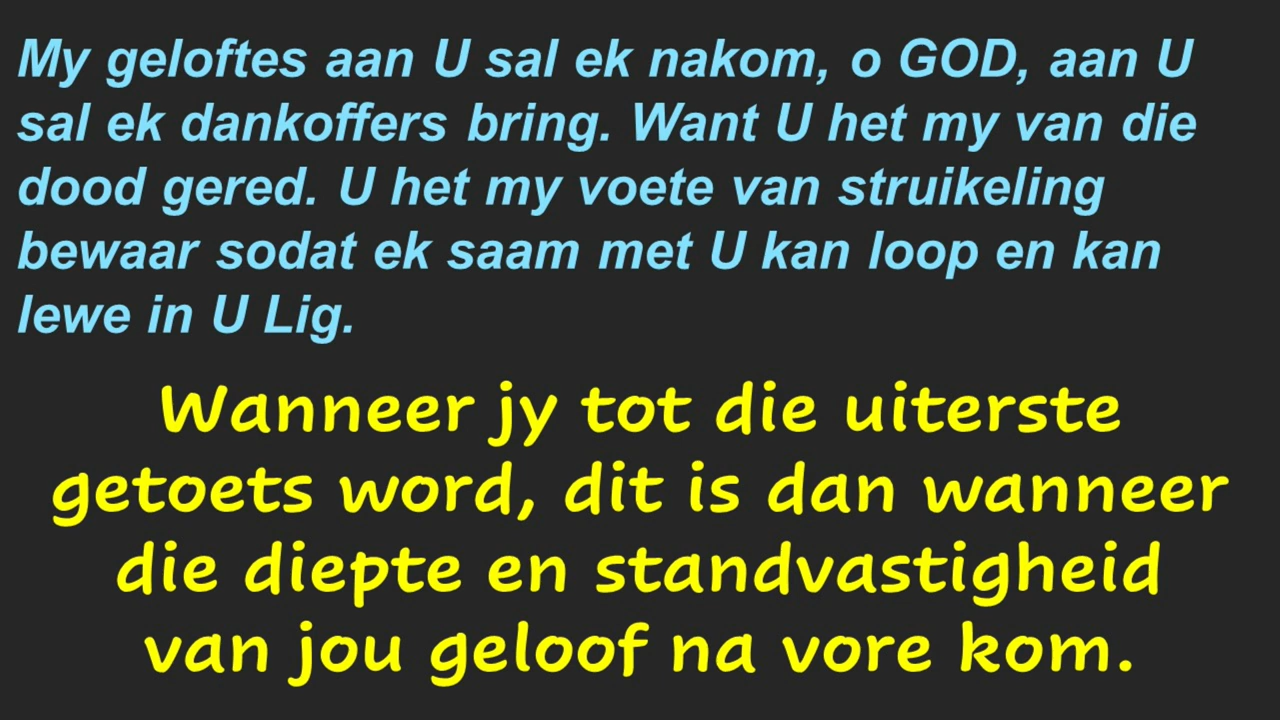 My geloftes aan U sal ek nakom, o GOD, aan U
sal ek dankoffers bring. Want U het my van die
dood gered. U het my voete van struikeling
bewaar sodat ek saam met U kan loop en kan
lewe in U Lig.
Wanneer jy tot die uiterste
getoets word, dit is dan wanneer
die diepte en standvastigheid
van jou geloof na vore kom.